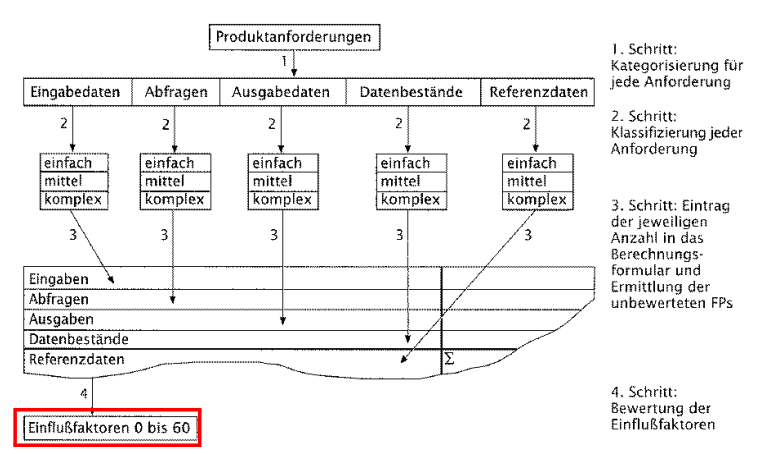 Produktanforderungen
1
1. Schritt:
Kategorisierung für
jede Anforderung
Eingabedaten Abfragen Ausgabedaten Datenbestände Referenzdaten
2 2 2 2 2
2. Schritt:
Klassifizierung jeder
Anforderung
einfach einfach einfach einfach einfach
mittel mittel mittel mittel mittel
komplex komplex komplex komplex komplex
3 3 3 3 3
3. Schritt: Eintrag
der jeweiligen
Anzahl in das
Berechnungs-
formular und
Ermittlung der
unbewerteten FPs
Eingaben
Abfragen
Ausgaben
Datenbestände
Referenzdaten Σ
4
4. Schritt:
Bewertung der
Einflußfaktoren
Einflußfaktoren 0 bis 60